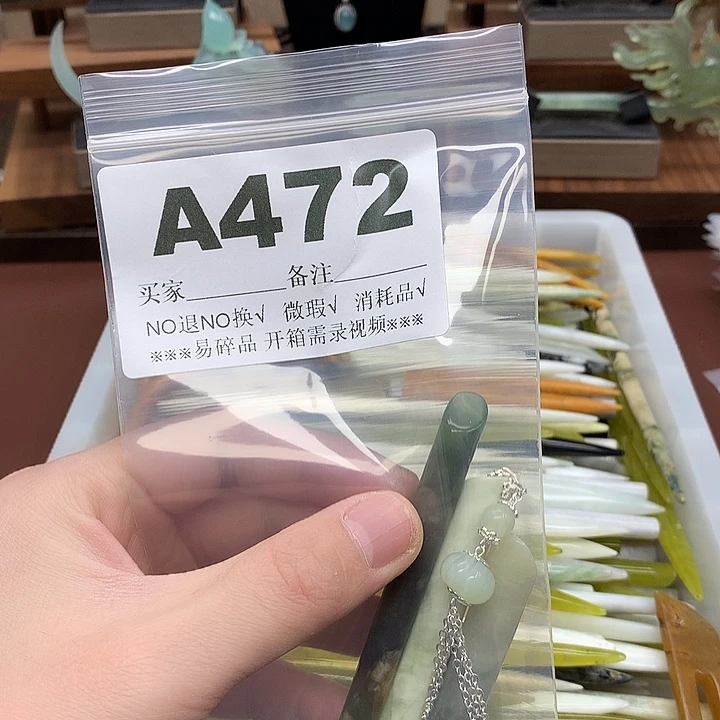 A472
买家________备注________
NO退NO换√ 微瑕√ 消耗品√
※※※易碎品 开箱需录视频※※※